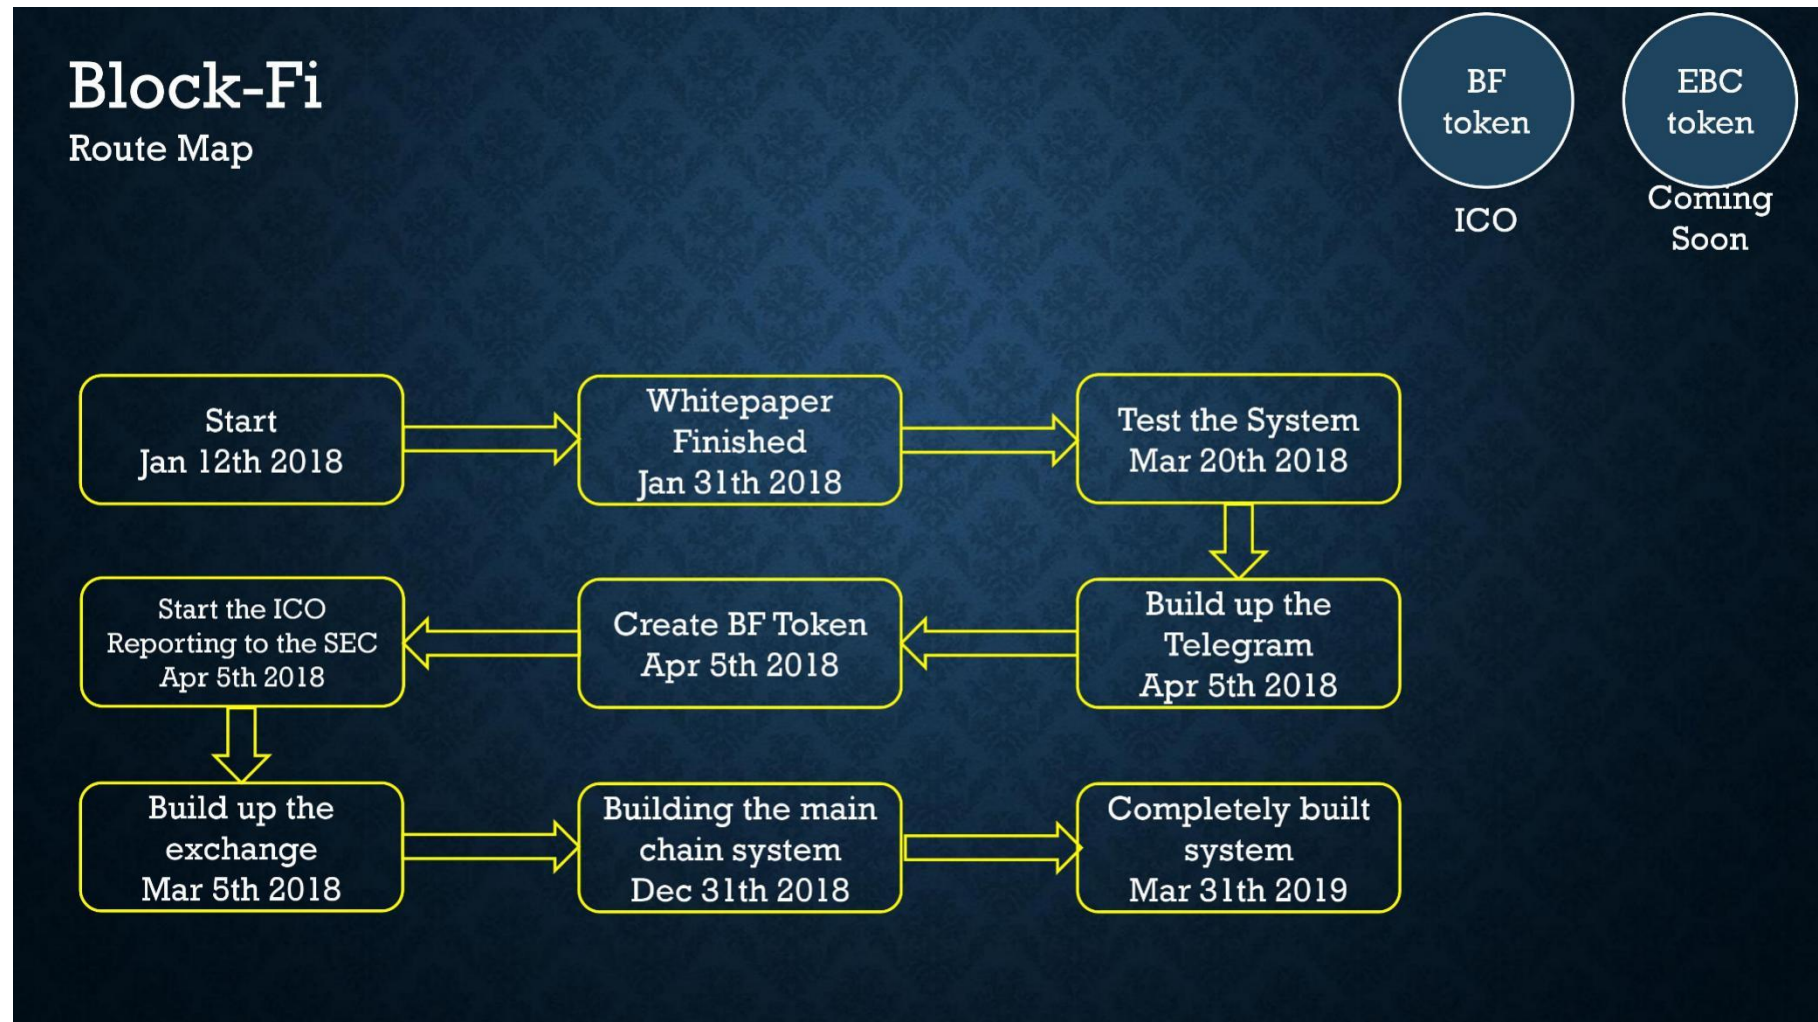 Block-Fi
Route Map
BF
token
ICO
EBC
token
Coming
Soon
Start
Jan 12th 2018
Whitepaper
Finished
Jan 31th 2018
Test the System
Mar 20th 2018
Build up the
Telegram
Apr 5th 2018
Create BF Token
Apr 5th 2018
Start the ICO
Reporting to the SEC
Apr 5th 2018
Build up the
exchange
Mar 5th 2018
Building the main
chain system
Dec 31th 2018
Completely built
system
Mar 31th 2019